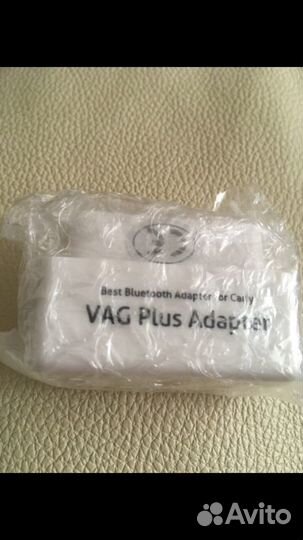 Best Bluetooth Adapter for Carly
VAG Plus Adapter
Avito